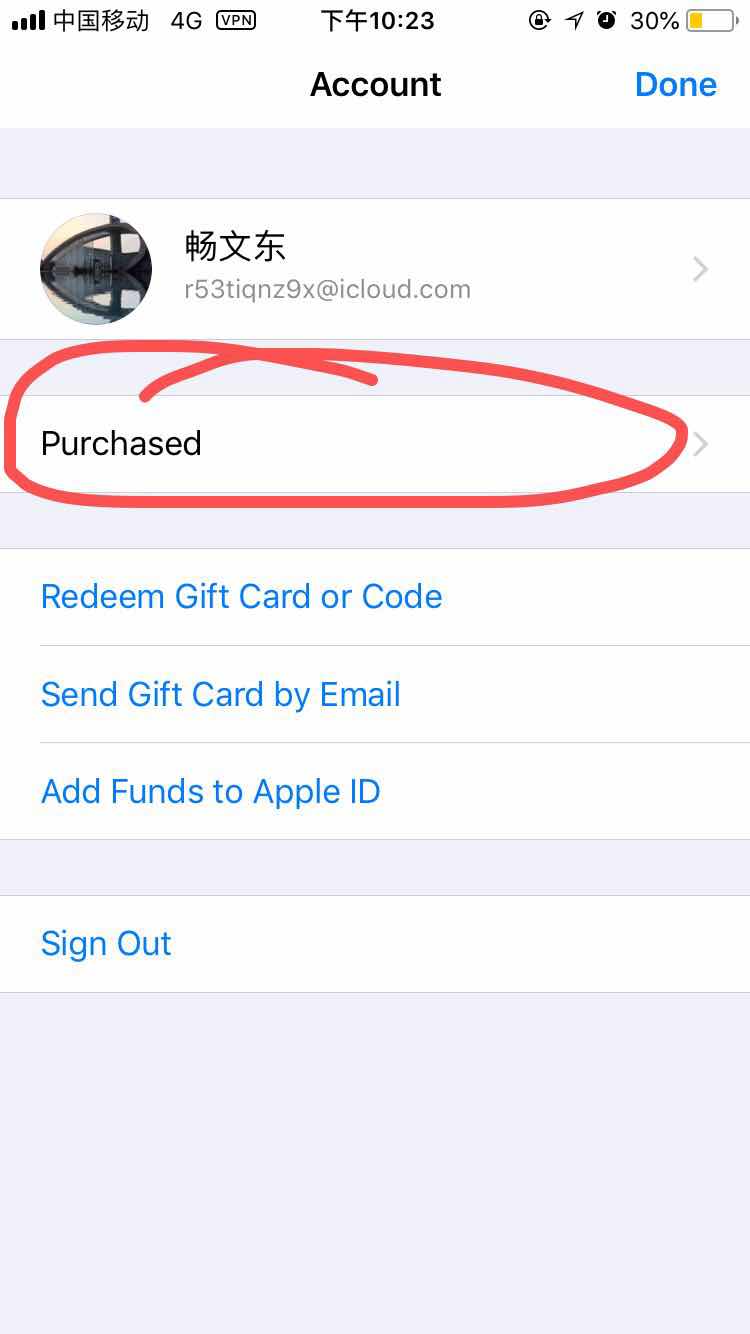 中国移动 4G VPN 下午10:23 30%
Account Done
畅文东
r53tiqnz9x@icloud.com
Purchased
Redeem Gift Card or Code
Send Gift Card by Email
Add Funds to Apple ID
Sign Out